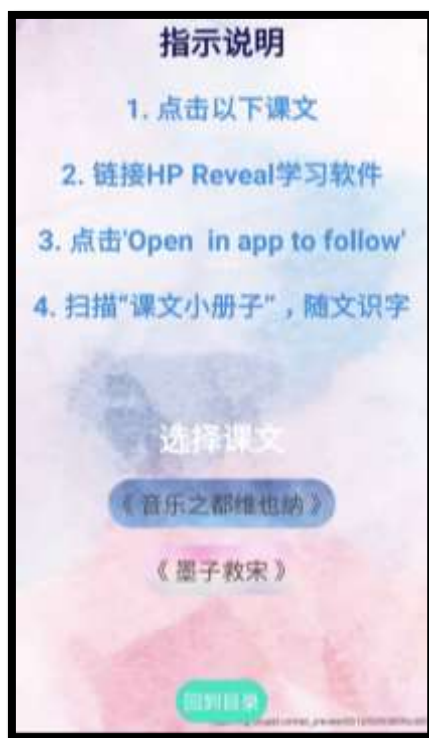 指示说明
1. 点击以下课文
2. 链接HP Reveal学习软件
3. 点击'Open in app to follow'
4. 扫描“课文小册子”，随文识字
选择课文
《 音乐之都维也纳 》
《 墨子救宋 》
回到目录